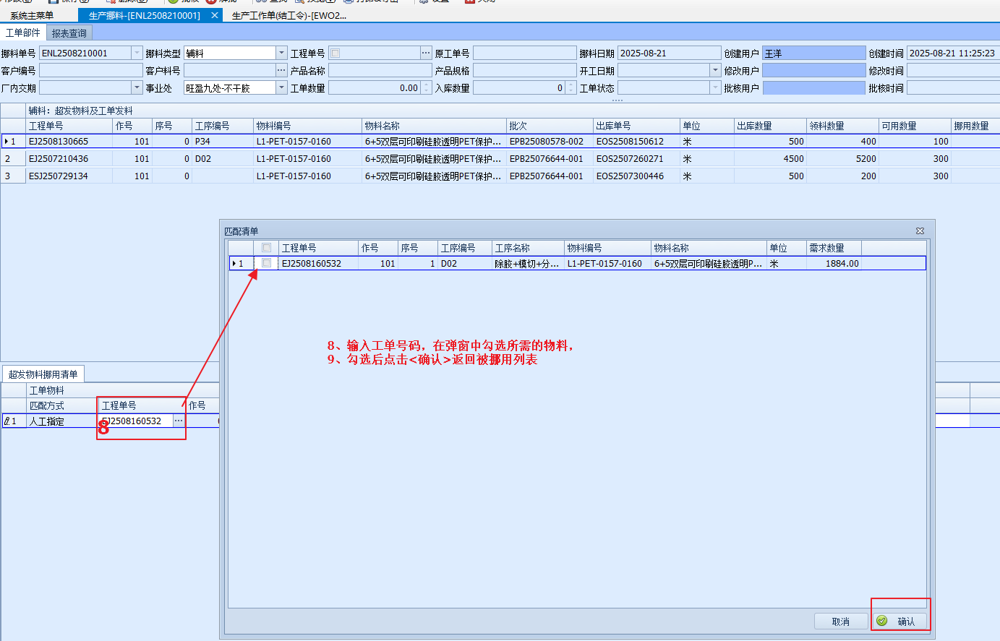 系统主菜单 生产挪料-[ENL2508210001] × 生产工作单(结工令)-[EWO2...
工单部件 报表查询
挪料单号 ENL2508210001 挪料类型 辅料 工程单号 原工单号 挪料日期 2025-08-21 创建用户 王洋 创建时间 2025-08-21 11:25:23
客户编号 客户料号 产品名称 产品规格 开工日期 修改用户 修改时间
厂内交期 事业处 旺盈九处-不干胶 工单数量 0.00 入库数量 0 工单状态 批核用户 批核时间
辅料：超发物料及工单发料
工程单号 作号 序号 工序编号 物料编号 物料名称 批次 出库单号 单位 出库数量 领料数量 可用数量 挪用数量
1 EJ2508130665 101 0 P34 L1-PET-0157-0160 6+5双层可印刷硅胶透明PET保护... EPB25080578-002 EOS2508150612 米 500 400 100
2 EJ2507210436 101 0 D02 L1-PET-0157-0160 6+5双层可印刷硅胶透明PET保护... EPB25076644-001 EOS2507260271 米 4500 5200 300
3 ESJ250729134 101 0 L1-PET-0157-0160 6+5双层可印刷硅胶透明PET保护... EPB25076644-001 EOS2507300446 米 500 200 300
匹配清单
工程单号 作号 序号 工序编号 工序名称 物料编号 物料名称 单位 需求数量
1 EJ2508160532 101 1 D02 除胶+模切+分... L1-PET-0157-0160 6+5双层可印刷硅胶透明P... 米 1884.00
8、输入工单号码，在弹窗中勾选所需的物料，
9、勾选后点击<确认>返回被挪用列表
超发物料挪用清单
工单物料
匹配方式 工程单号 作号
1 人工指定 EJ2508160532
8
取消 确认